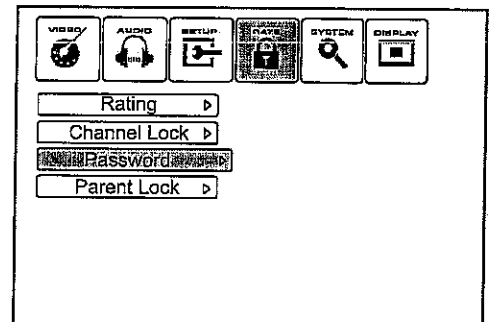 VIDEO AUDIO SETUP RATE SYSTEM DISPLAY
Rating
Channel Lock
Password
Parent Lock